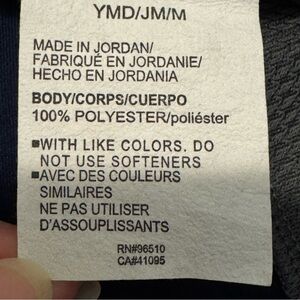 YMD/JM/M
MADE IN JORDAN/
FABRIQUÉ EN JORDANIE/
HECHO EN JORDANIA
BODY/CORPS/CUERPO
100% POLYESTER/poliéster
■WITH LIKE COLORS. DO
NOT USE SOFTENERS
■AVEC DES COULEURS
SIMILAIRES
NE PAS UTILISER
D'ASSOUPLISSANTS
RN#96510
CA#41095